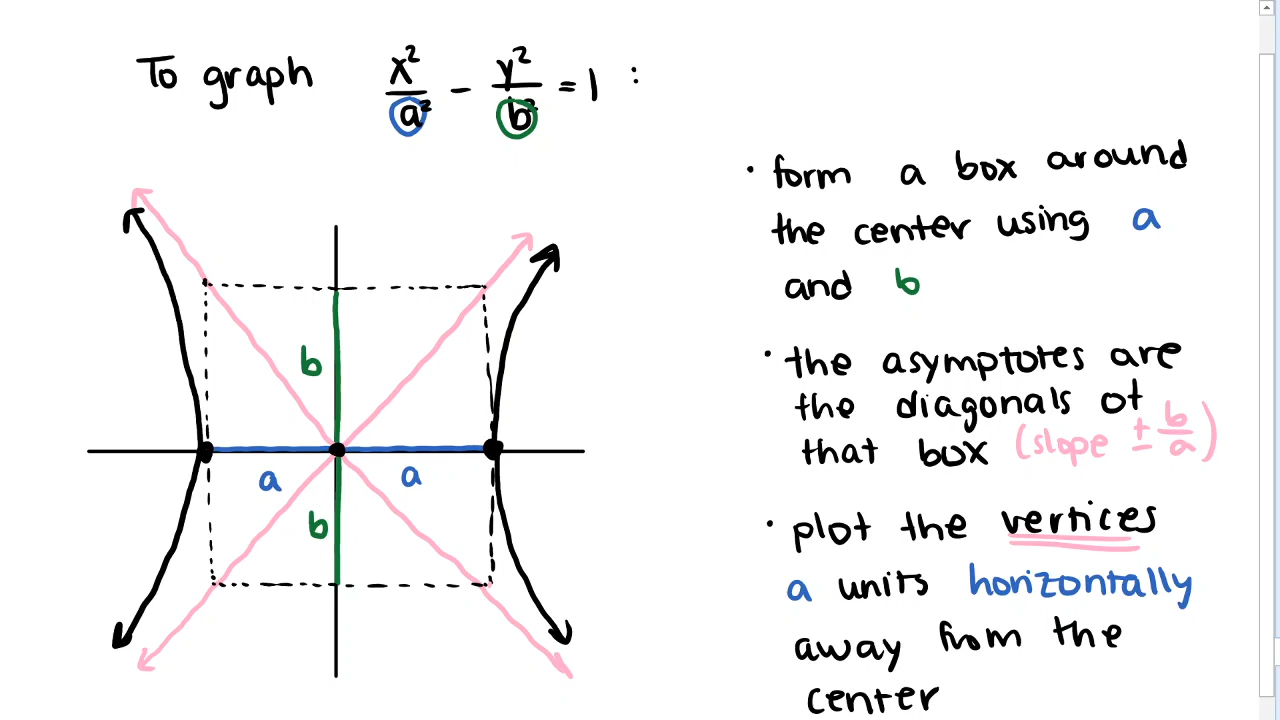 To graph x²/a² - y²/b² = 1 :
• form a box around
the center using a
and b
• the asymptotes are
the diagonals of
that box (slope ± b/a)
• plot the vertices
a units horizontally
away from the
center
b
a a
b